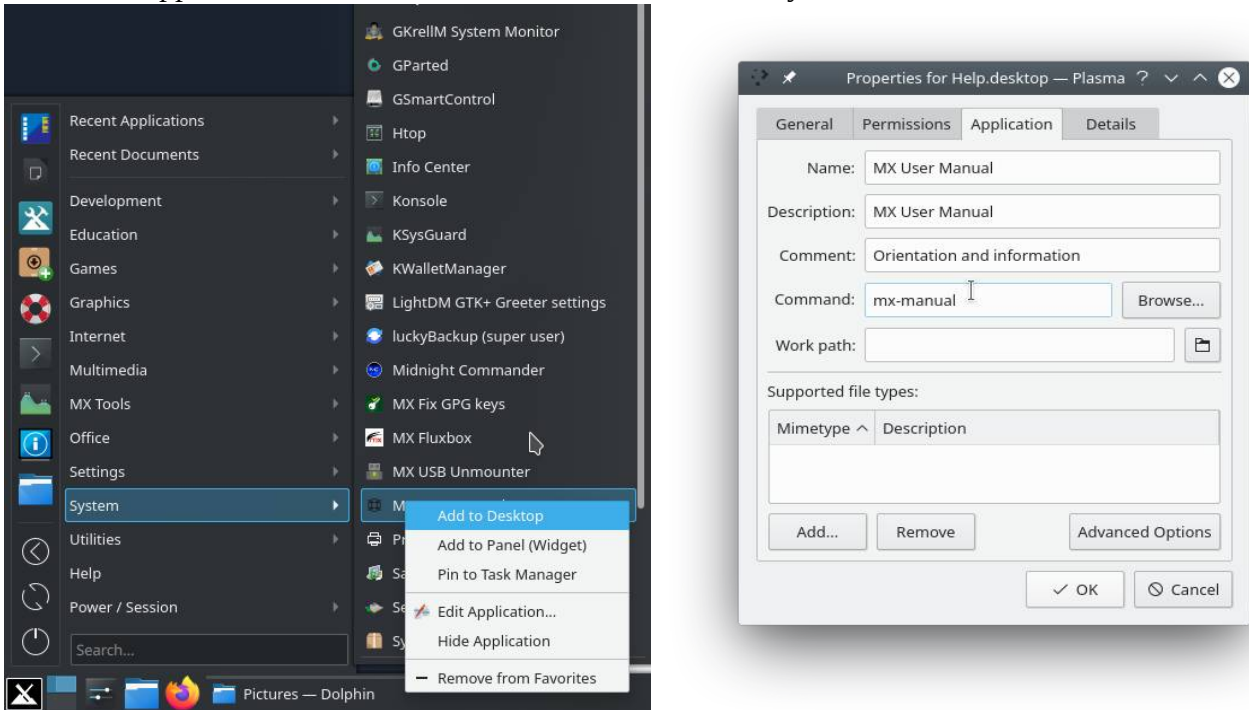 GKrellM System Monitor
GParted
GSmartControl
Htop
Info Center
Konsole
KSysGuard
KWalletManager
LightDM GTK+ Greeter settings
luckyBackup (super user)
Midnight Commander
MX Fix GPG keys
MX Fluxbox
MX USB Unmounter
Recent Applications
Recent Documents
Development
Education
Games
Graphics
Internet
Multimedia
MX Tools
Office
Settings
System
Utilities
Help
Power / Session
Search...
Add to Desktop
Add to Panel (Widget)
Pin to Task Manager
Edit Application...
Hide Application
Remove from Favorites
Pictures — Dolphin
Properties for Help.desktop — Plasma
General Permissions Application Details
Name: MX User Manual
Description: MX User Manual
Comment: Orientation and information
Command: mx-manual Browse...
Work path:
Supported file types:
Mimetype Description
Add... Remove Advanced Options
OK Cancel